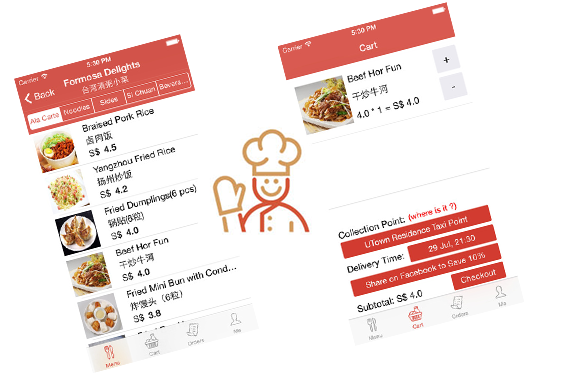 Carrier
5:30 PM
Back
Formosa Delights
台湾清粥小菜
Ala Carte
Noodles
Sides
Si Chuan
Bevera...
Braised Pork Rice
卤肉饭
S$ 4.5
Yangzhou Fried Rice
扬州炒饭
S$ 4.2
Fried Dumplings(6 pcs)
锅贴(6粒)
S$ 4.0
Beef Hor Fun
干炒牛河
S$ 4.0
Fried Mini Bun with Cond...
炸馒头（6粒）
S$ 3.8
Menu
Cart
Orders
Me
Carrier
5:30 PM
Cart
Beef Hor Fun
干炒牛河
4.0 * 1 = S$ 4.0
+
-
Collection Point: (where is it ?)
UTown Residence Taxi Point
Delivery Time: 29 Jul, 21:30
Share on Facebook to Save 10%
Subtotal: S$ 4.0 Checkout
Menu
Cart
Orders
Me